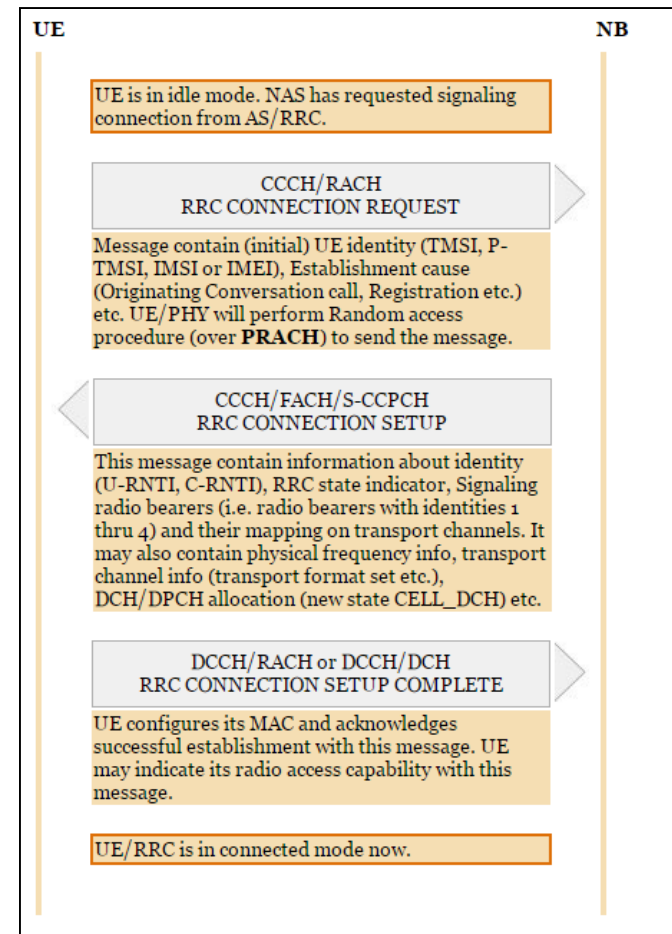 UE NB
UE is in idle mode. NAS has requested signaling
connection from AS/RRC.
CCCH/RACH
RRC CONNECTION REQUEST
Message contain (initial) UE identity (TMSI, P-
TMSI, IMSI or IMEI), Establishment cause
(Originating Conversation call, Registration etc.)
etc. UE/PHY will perform Random access
procedure (over PRACH) to send the message.
CCCH/FACH/S-CCPCH
RRC CONNECTION SETUP
This message contain information about identity
(U-RNTI, C-RNTI), RRC state indicator, Signaling
radio bearers (i.e. radio bearers with identities 1
thru 4) and their mapping on transport channels. It
may also contain physical frequency info, transport
channel info (transport format set etc.),
DCH/DPCH allocation (new state CELL_DCH) etc.
DCCH/RACH or DCCH/DCH
RRC CONNECTION SETUP COMPLETE
UE configures its MAC and acknowledges
successful establishment with this message. UE
may indicate its radio access capability with this
message.
UE/RRC is in connected mode now.